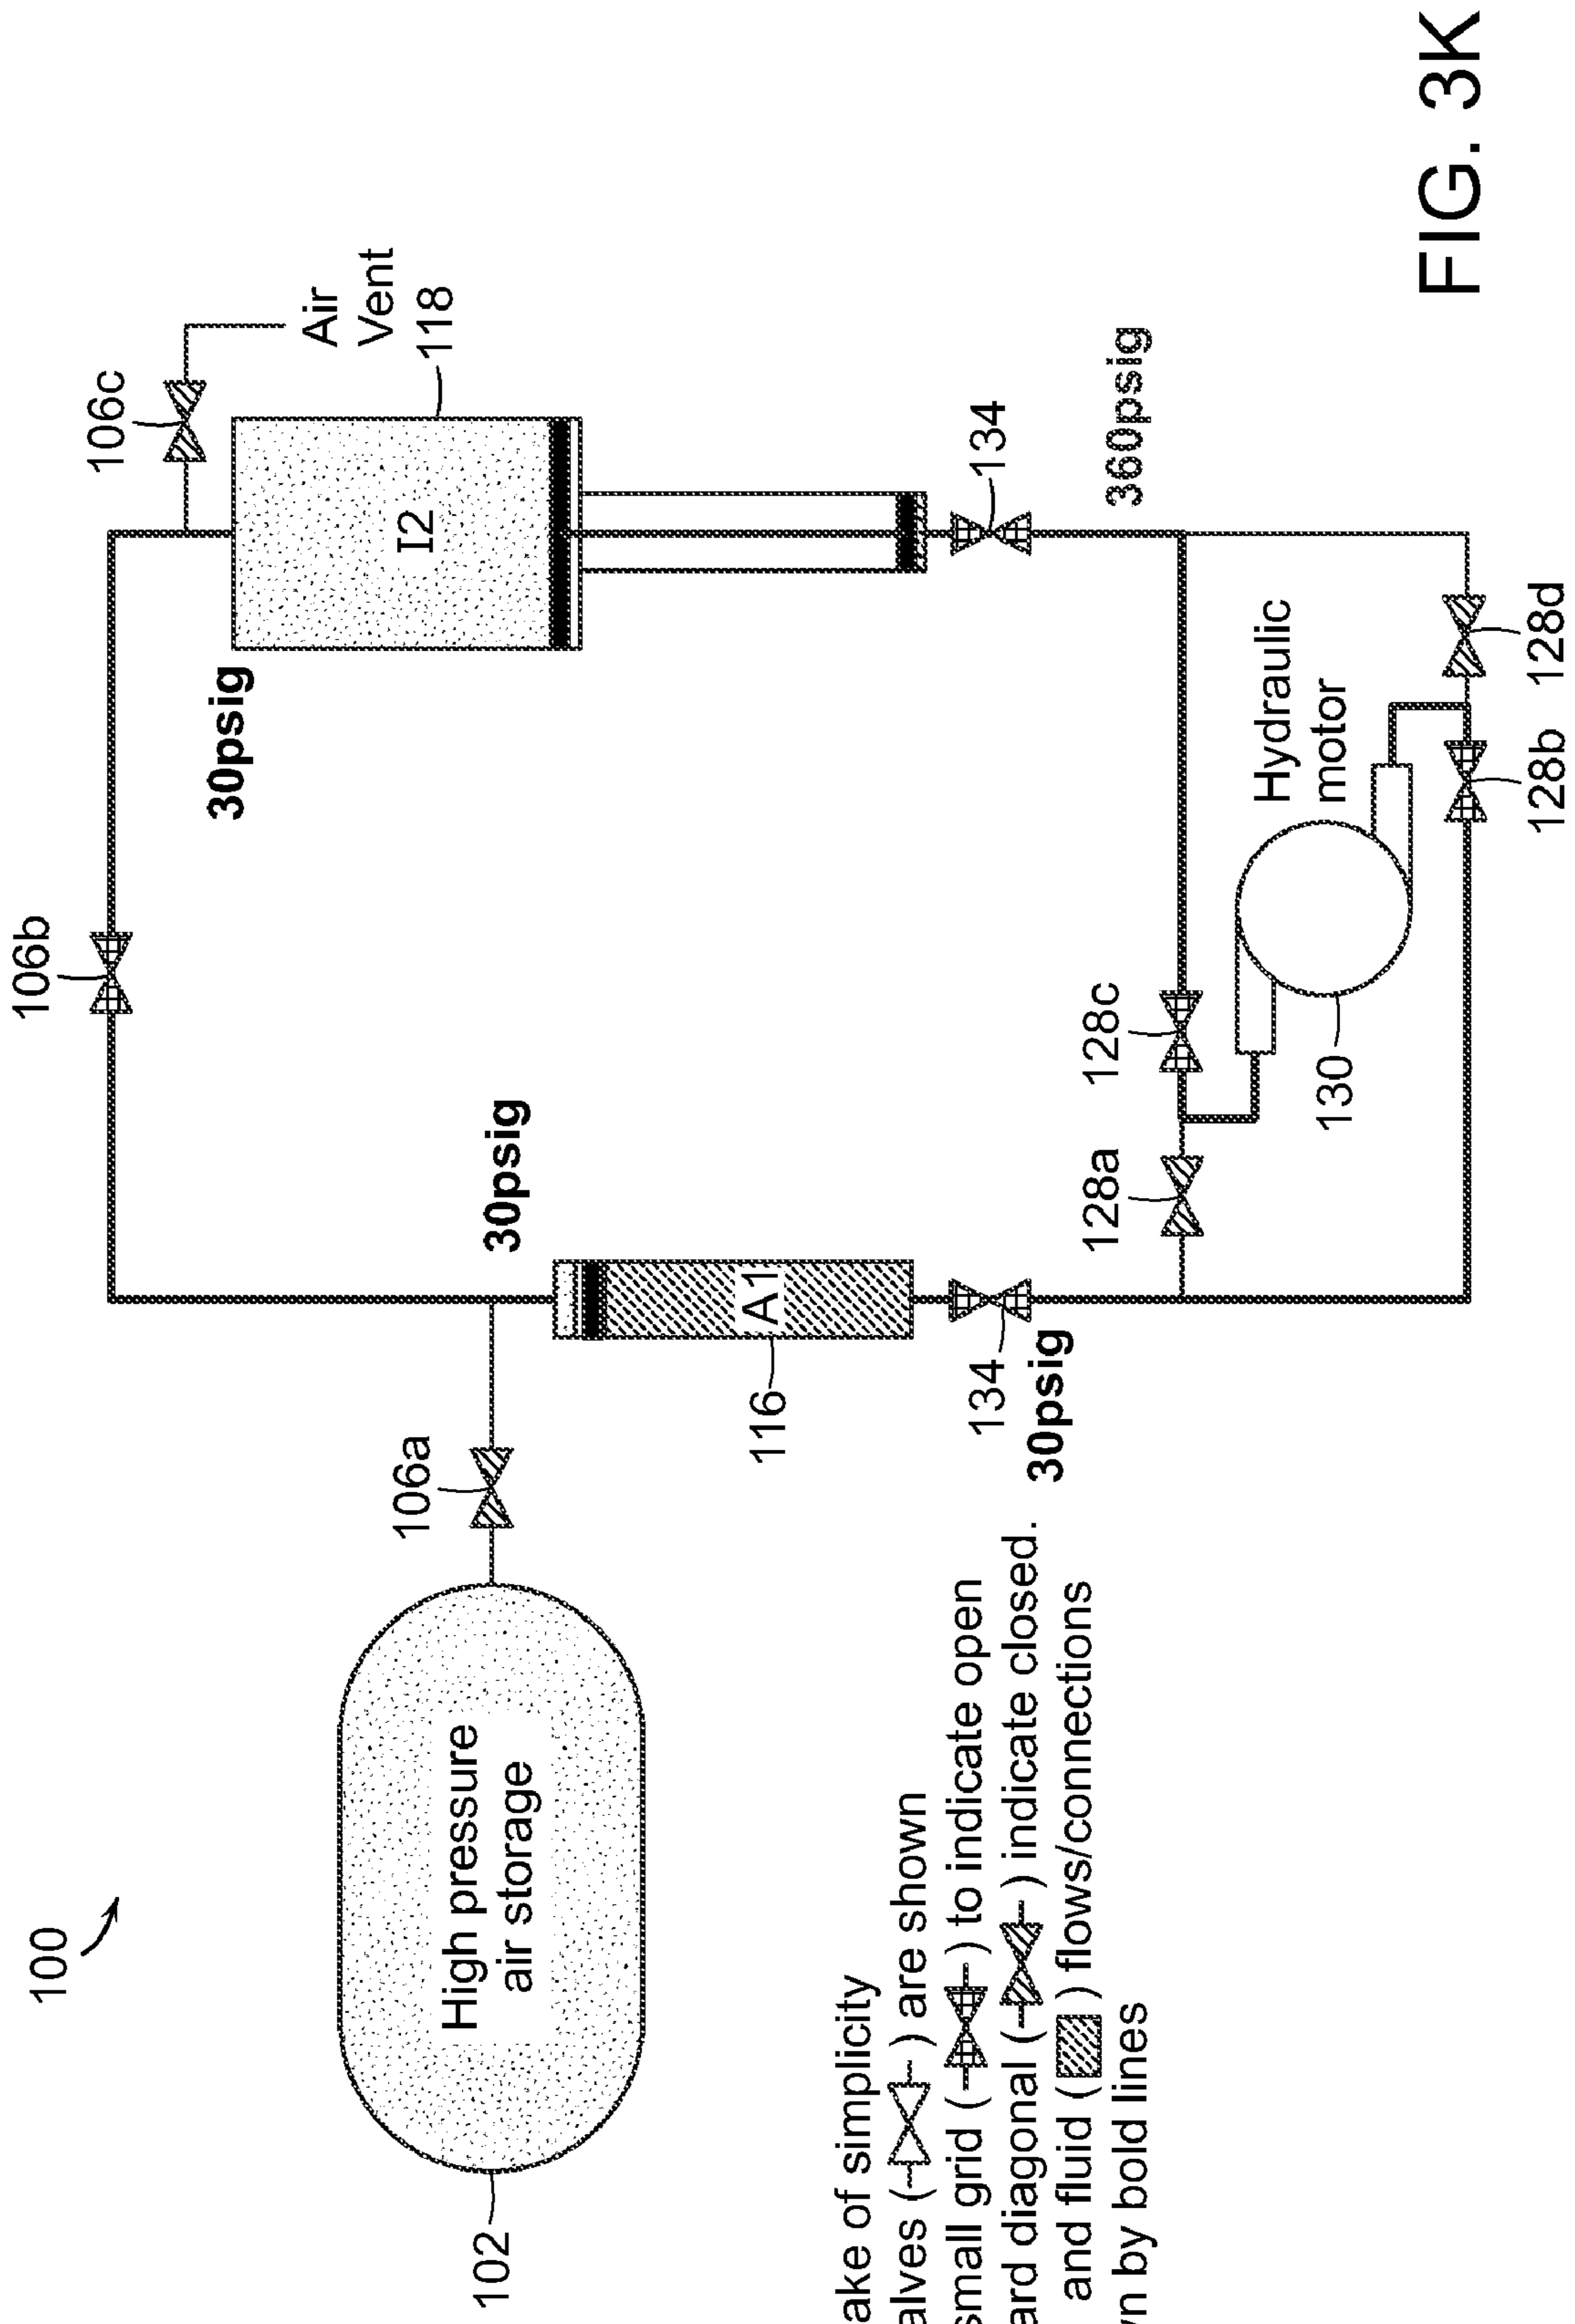 100
102
High pressure
air storage
106a
106b
106c
Air
Vent
118
I2
30psig
30psig
A1
116
134
30psig
134
360psig
128a
128c
Hydraulic
motor
130
128b
128d
ake of simplicity
alves ( ) are shown
small grid ( ) to indicate open
ard diagonal ( ) indicate closed.
and fluid ( ) flows/connections
wn by bold lines
FIG. 3K